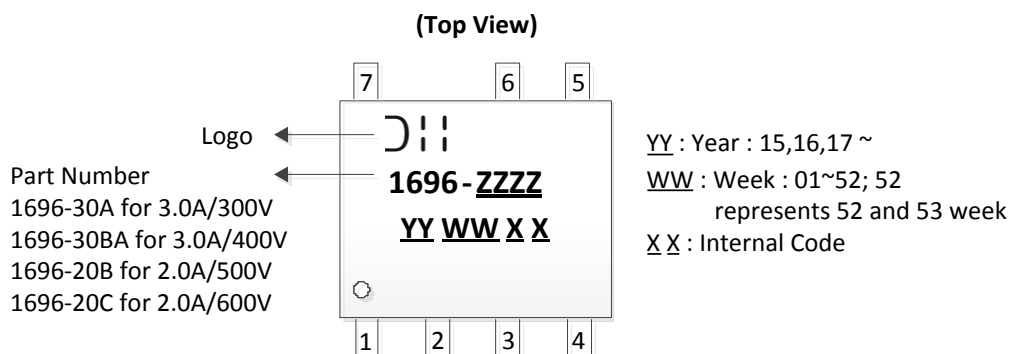 (Top View)
7 6 5
Logo
Part Number
1696-30A for 3.0A/300V
1696-30BA for 3.0A/400V
1696-20B for 2.0A/500V
1696-20C for 2.0A/600V
1696-ZZZZ
YY WW X X
YY : Year : 15,16,17 ~
WW : Week : 01~52; 52
represents 52 and 53 week
X X : Internal Code
1 2 3 4